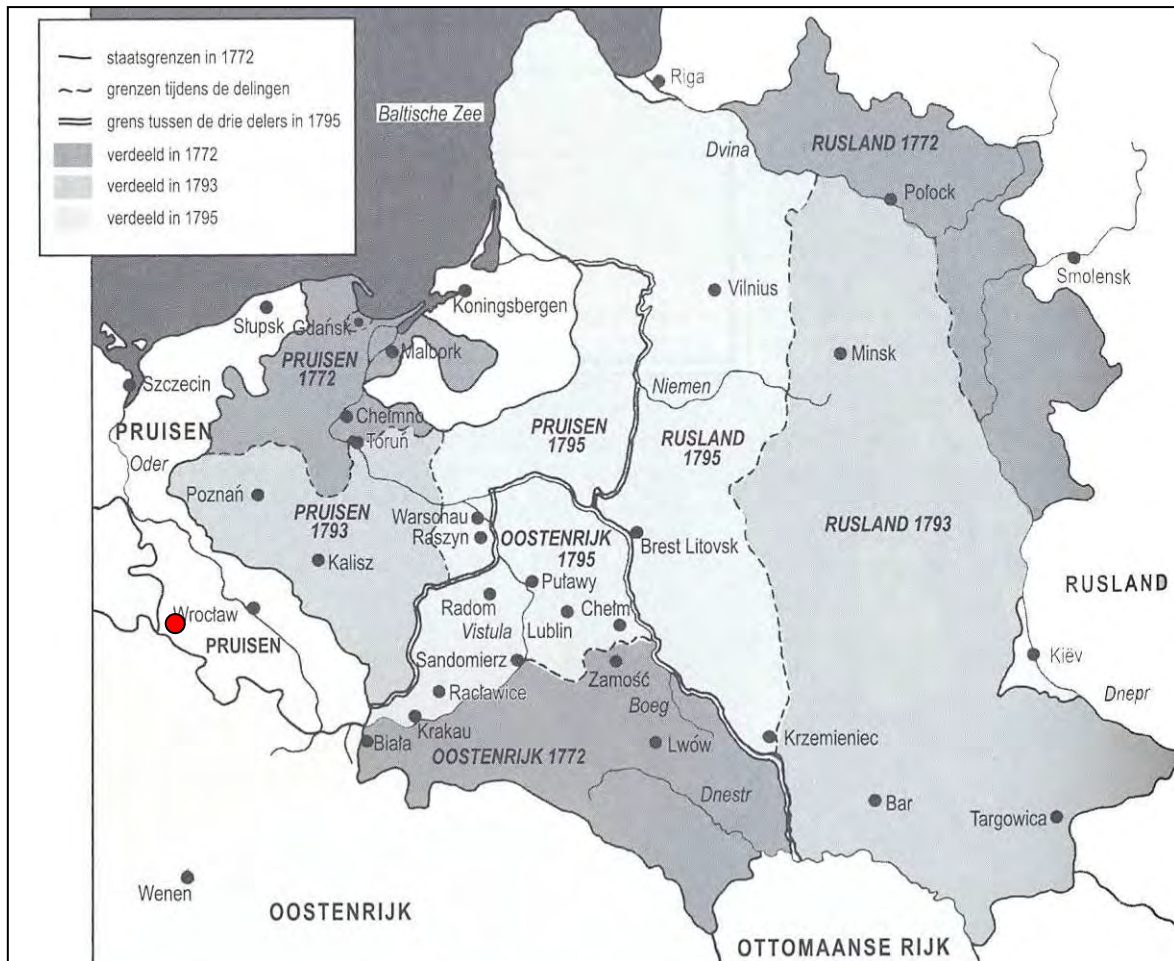 staatsgrenzen in 1772
grenzen tijdens de delingen
grens tussen de drie delers in 1795
verdeeld in 1772
verdeeld in 1793
verdeeld in 1795
Baltische Zee
Riga
Dvina
RUSLAND 1772
Połock
Smolensk
Vilnius
Koningsbergen
Słupsk
Gdańsk
Malbork
PRUISEN
1772
Minsk
Szczecin
Niemen
Chełmno
Toruń
PRUISEN
Oder
PRUISEN
1795
RUSLAND
1795
Poznań
PRUISEN
1793
Warschau
Raszyn
OOSTENRIJK
1795
Brest Litovsk
RUSLAND 1793
Kalisz
Puławy
RUSLAND
Wrocław
Radom
Vistula
Lublin
Chełm
PRUISEN
Sandomierz
Zamość
Kiëv
Racławice
Boeg
Dnepr
Krakau
Biała
OOSTENRIJK 1772
Lwów
Krzemieniec
Dnestr
Bar
Targowica
Wenen
OOSTENRIJK
OTTOMAANSE RIJK